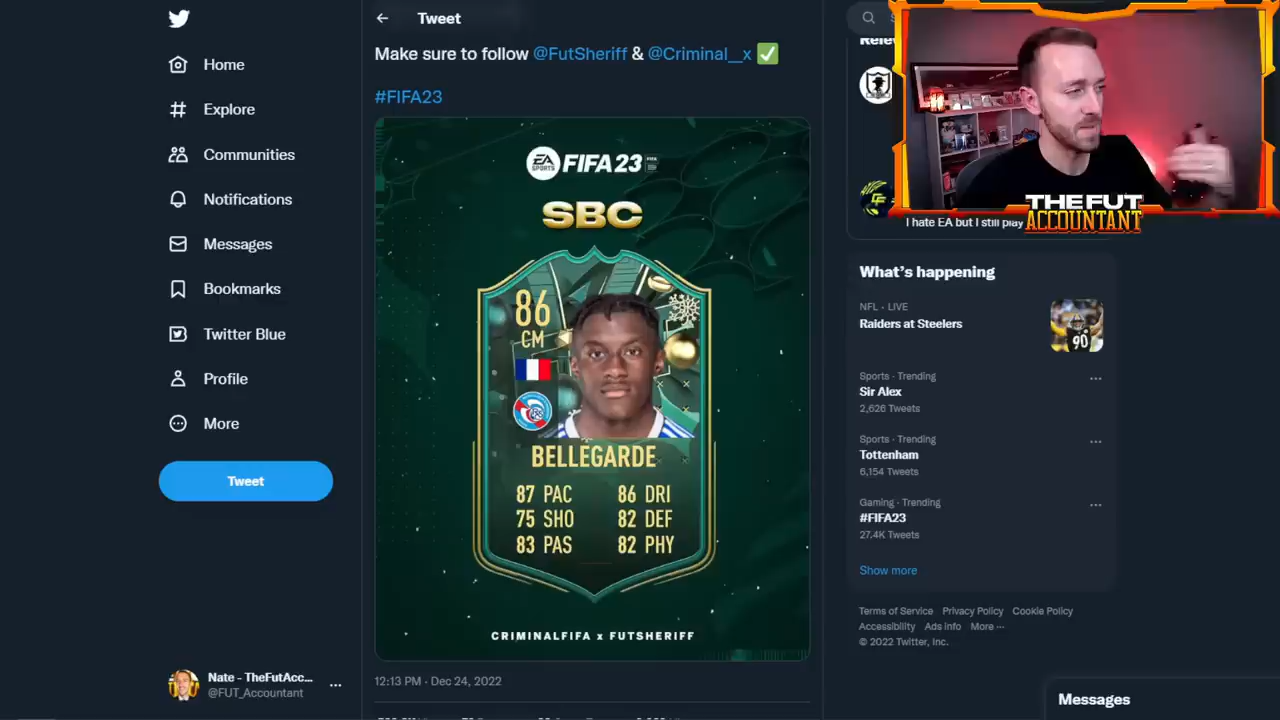 Home
Explore
Communities
Notifications
Messages
Bookmarks
Twitter Blue
Profile
More
Tweet
Nate - TheFutAcc...
@FUT_Accountant
Tweet
Make sure to follow @FutSheriff & @Criminal__x
#FIFA23
EA SPORTS FIFA 23
SBC
86
CM
BELLEGARDE
87 PAC 86 DRI
75 SHO 82 DEF
83 PAS 82 PHY
CRIMINALFIFA x FUTSHERIFF
12:13 PM · Dec 24, 2022
I hate EA but I still play
THE FUT
ACCOUNTANT
What's happening
NFL · LIVE
Raiders at Steelers
90
Sports · Trending
Sir Alex
2,626 Tweets
Sports · Trending
Tottenham
6,154 Tweets
Gaming · Trending
#FIFA23
27.4K Tweets
Show more
Terms of Service Privacy Policy Cookie Policy
Accessibility Ads info More ...
© 2022 Twitter, Inc.
Messages